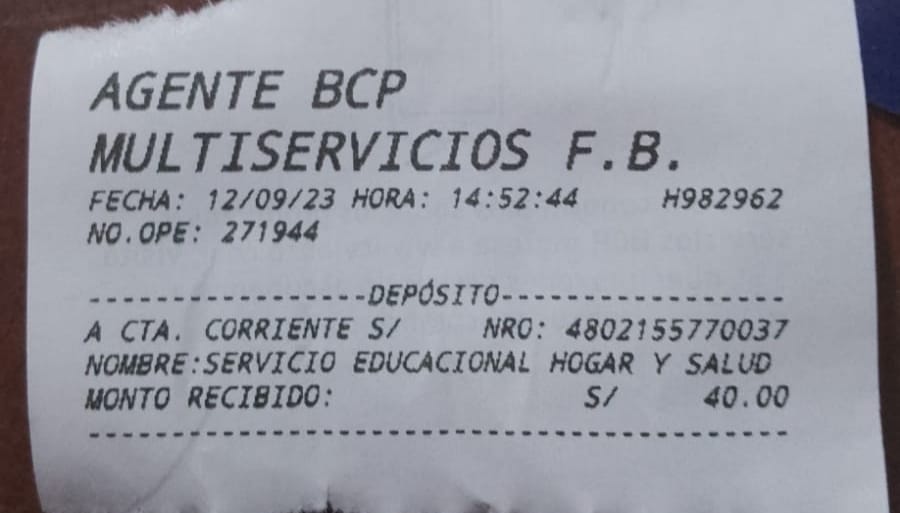 AGENTE BCP
MULTISERVICIOS F.B.
FECHA: 12/09/23 HORA: 14:52:44 H982962
NO.OPE: 271944
-----------------DEPÓSITO-----------------
A CTA. CORRIENTE S/ NRO: 4802155770037
NOMBRE:SERVICIO EDUCACIONAL HOGAR Y SALUD
MONTO RECIBIDO: S/ 40.00
-------------------------------------------